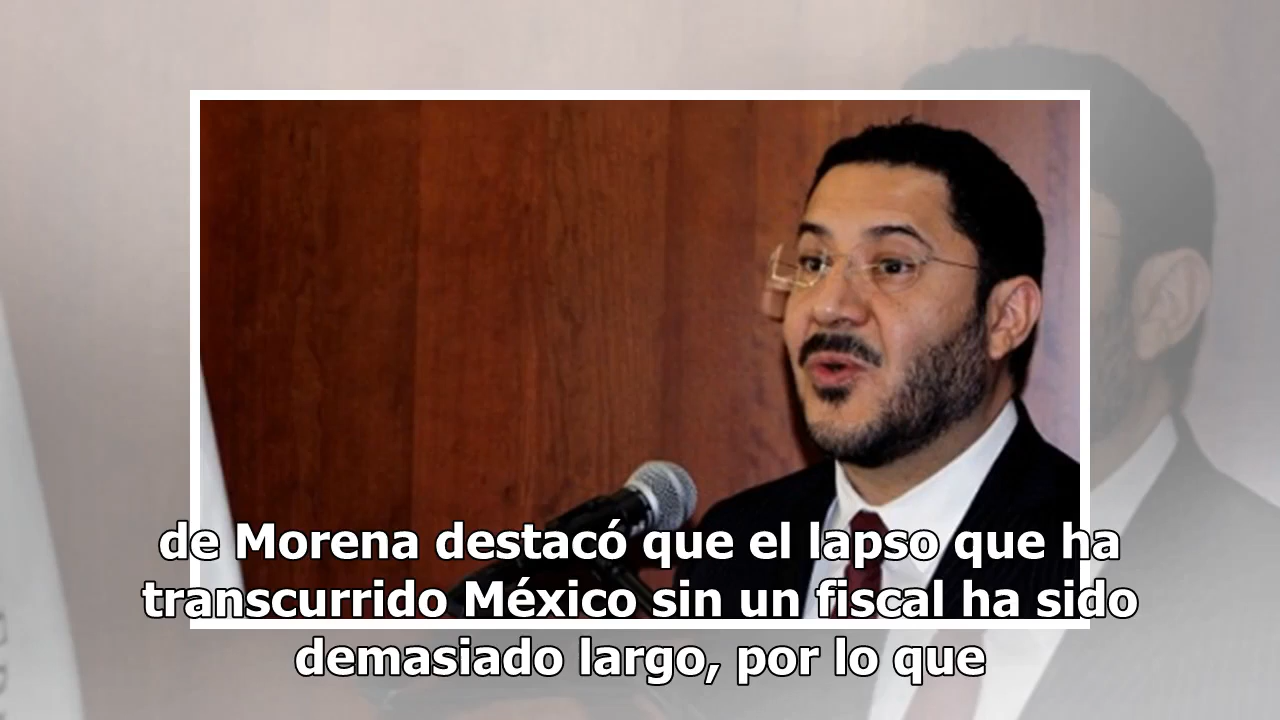 de Morena destacó que el lapso que ha
transcurrido México sin un fiscal ha sido
demasiado largo, por lo que